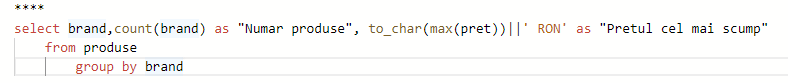 ****
select brand,count(brand) as "Numar produse", to_char(max(pret))||' RON' as "Pretul cel mai scump"
from produse
group by brand